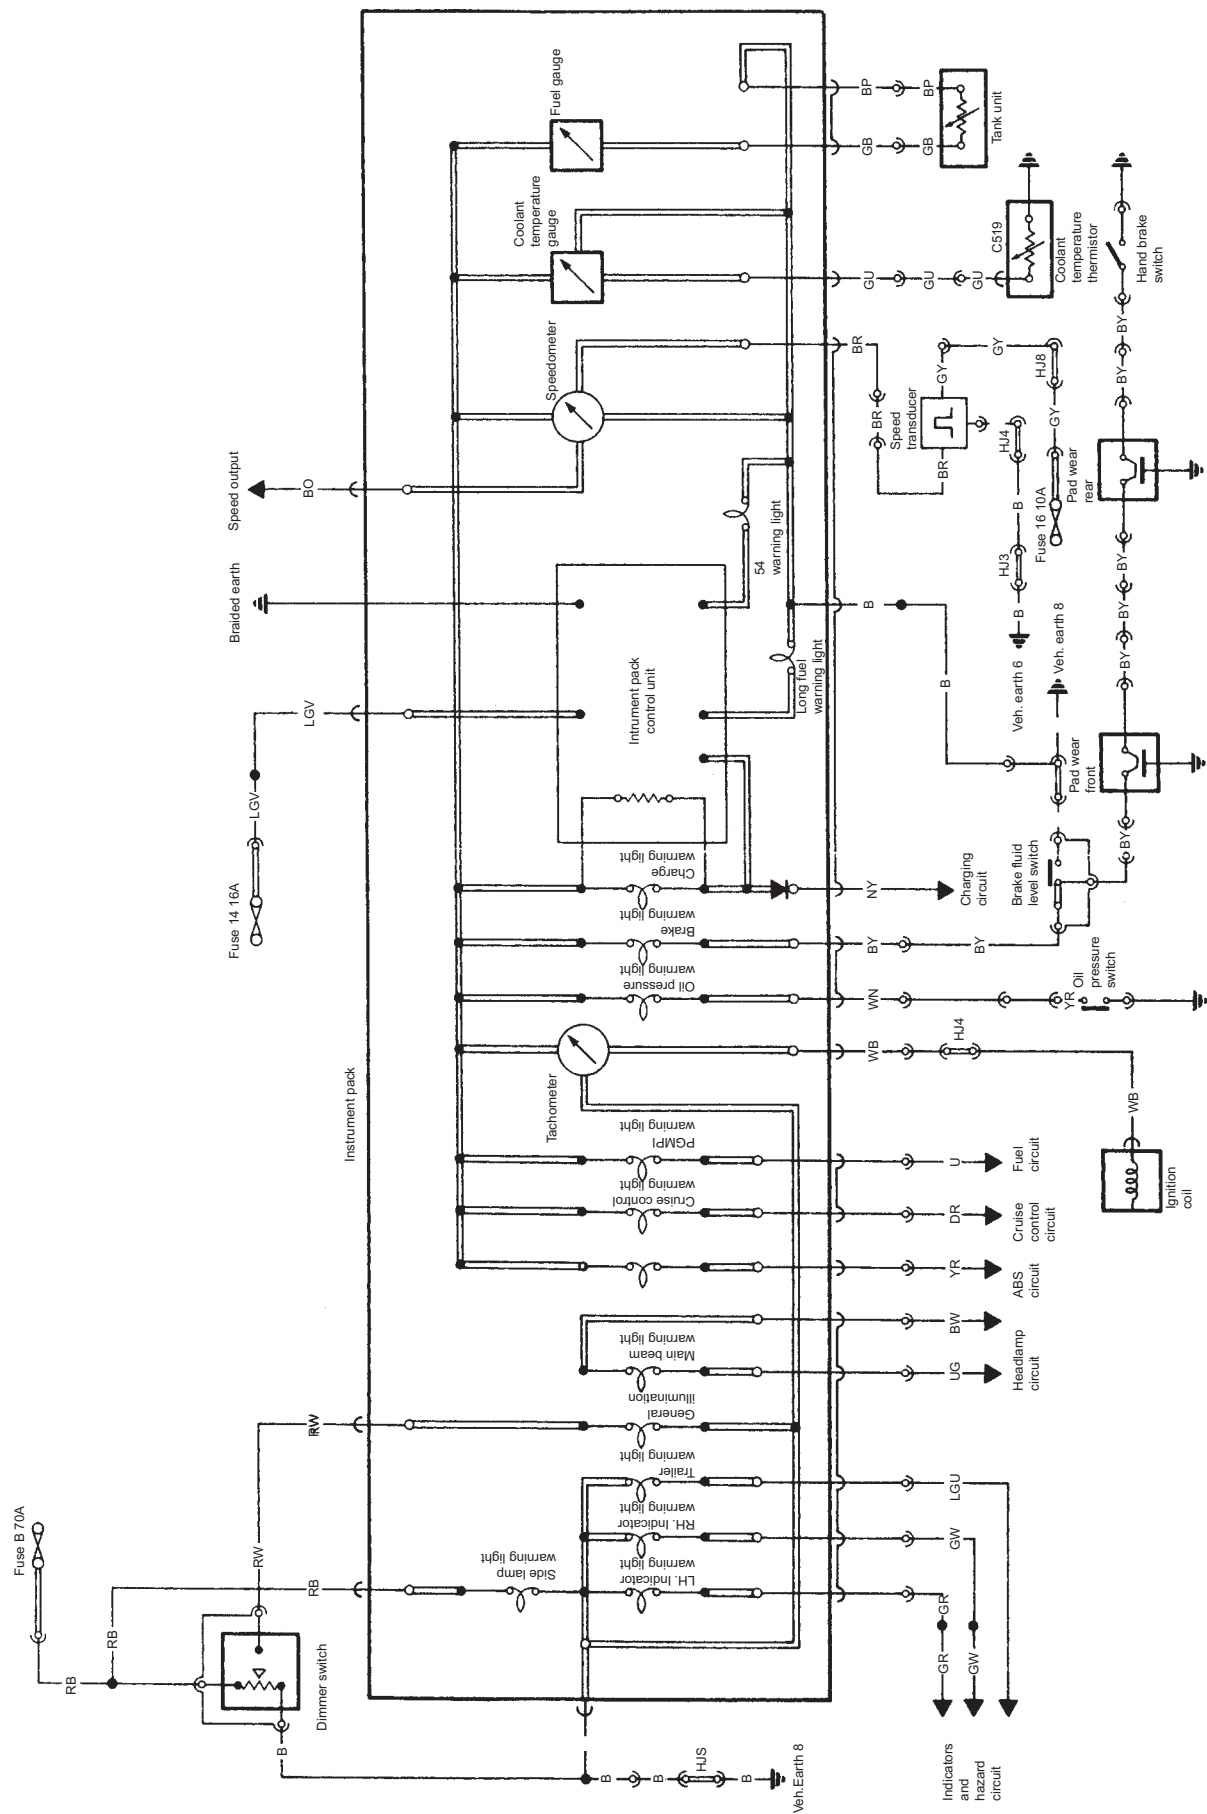 Instrument pack
Fuse B 70A
RB
RB
RW
RB
RW
Dimmer switch
B
B
B
HJS
B
Veh.Earth 8
Fuse 14 16A
LGV
LGV
Braided earth
Speed output
BO
Side lamp
warning light
LH. Indicator
warning light
RH. Indicator
warning light
Trailer
warning light
General
illumination
Main beam
warning light
Cruise control
warning light
PGMPI
warning light
Tachometer
Oil pressure
warning light
Brake
warning light
Charge
warning light
Intrument pack
control unit
Long fuel
warning light
54
warning light
Speedometer
Coolant
temperature
gauge
Fuel gauge
GR
GR
GW
GW
LGU
Indicators
and
hazard
circuit
UG
BW
Headlamp
circuit
YR
ABS
circuit
DR
Cruise
control
circuit
U
Fuel
circuit
WB
HJ4
WB
Ignition
coil
WN
YR
Oil
pressure
switch
BY
BY
Brake fluid
level switch
BY
NY
Charging
circuit
B
B
Veh. earth 8
Pad wear
front
BY
BY
BY
BY
Pad wear
rear
BY
BY
Hand brake
switch
Veh. earth 6
B
HJ3
B
HJ4
Fuse 16 10A
GY
HJ8
GY
GY
Speed
transducer
BR
BR
BR
GU
GU
GU
C519
Coolant
temperature
thermistor
GB
GB
BP
BP
Tank unit